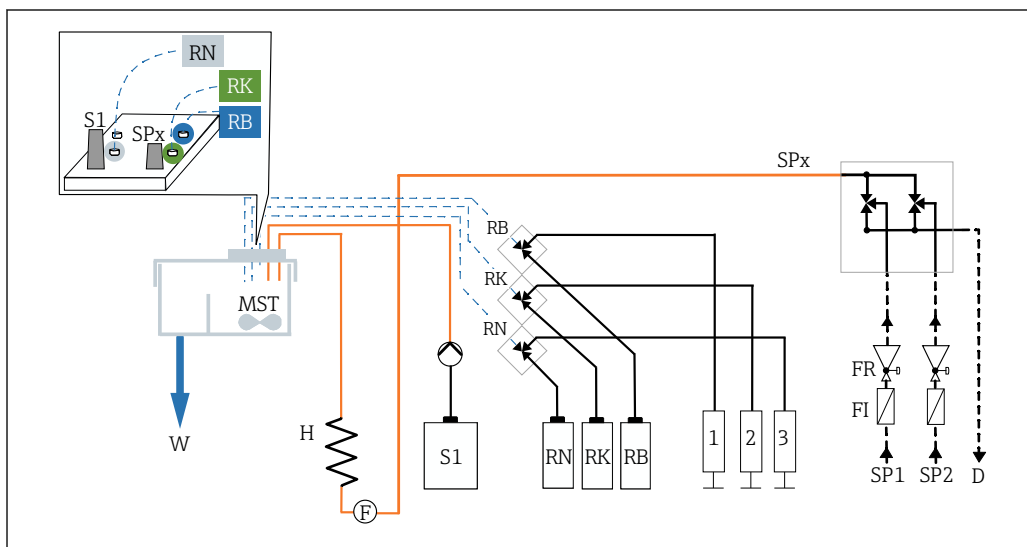 RN
RK
RB
S1
SPx
SPx
RB
RK
RN
MST
W
H
F
S1
RN
RK
RB
1
2
3
FR
FI
SP1
SP2
D